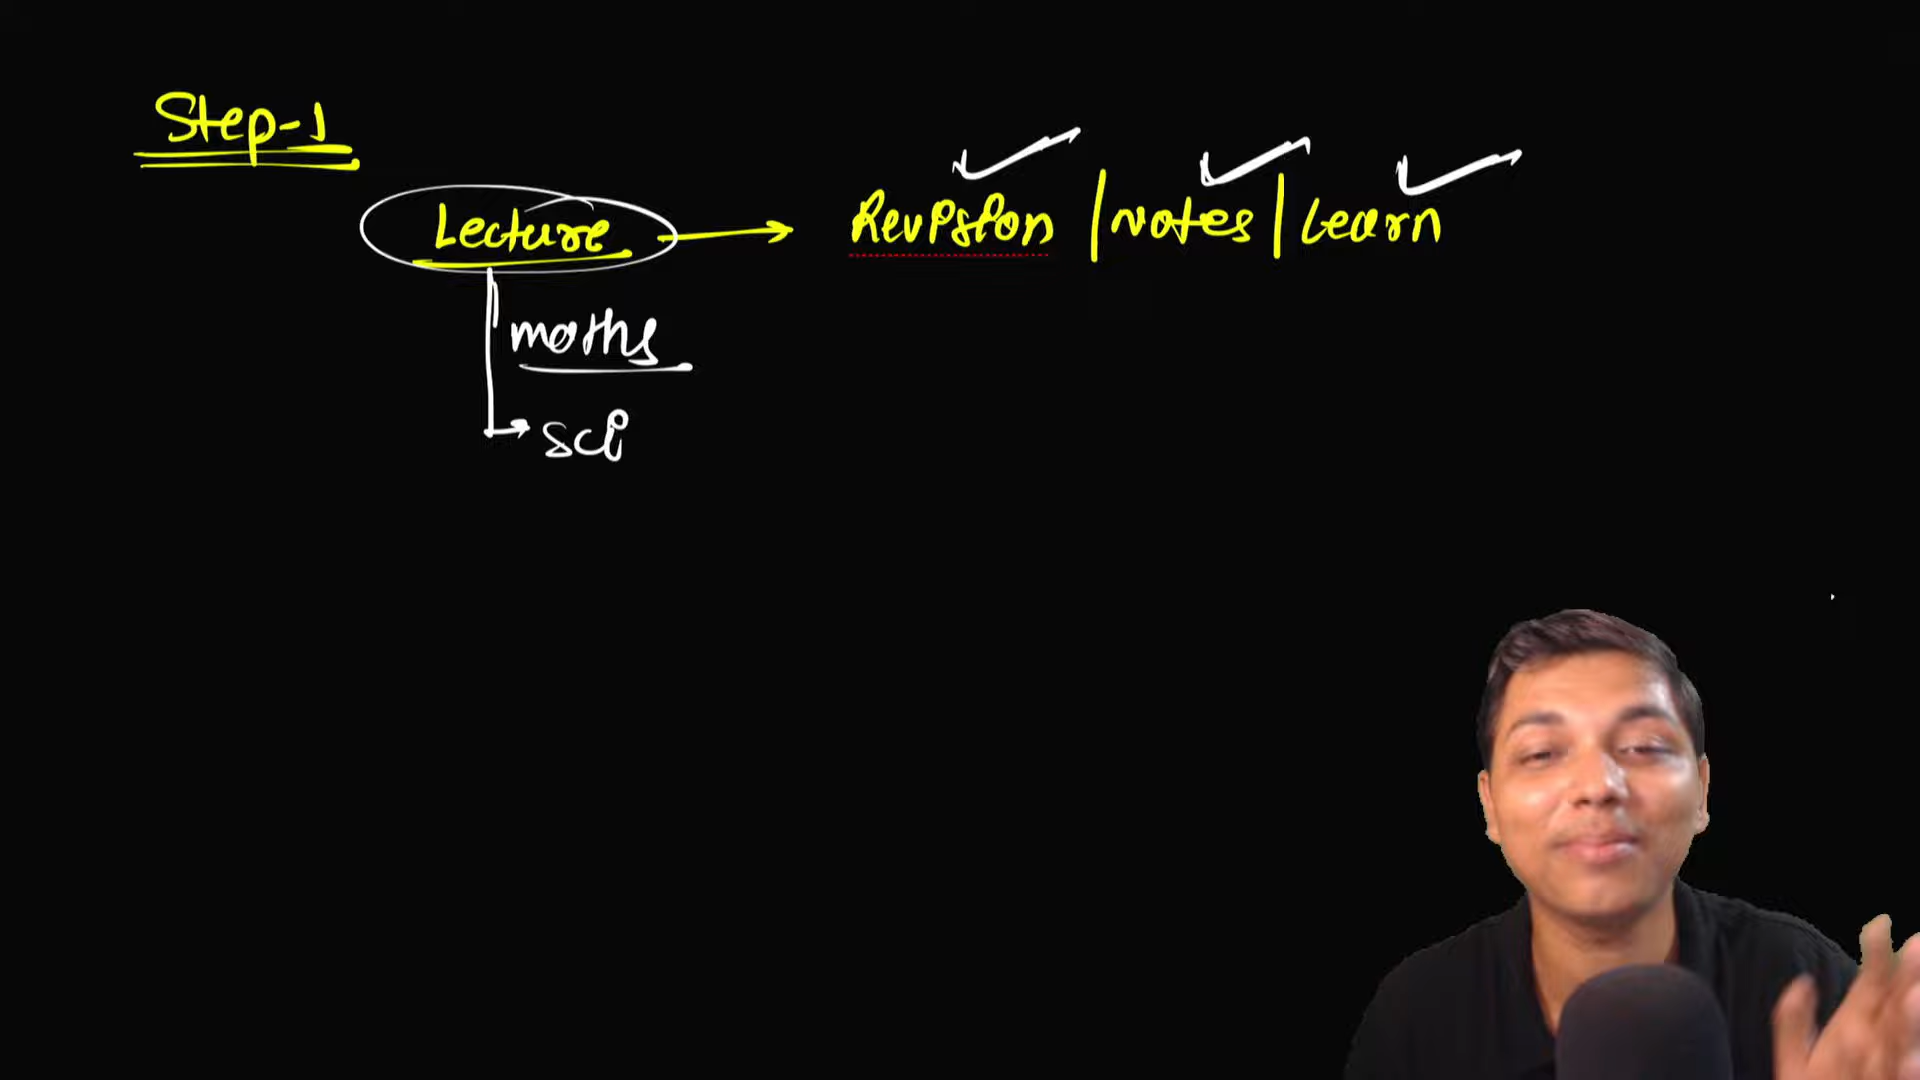 Step-1
Lecture → Revision | Notes | Learn
maths
sci